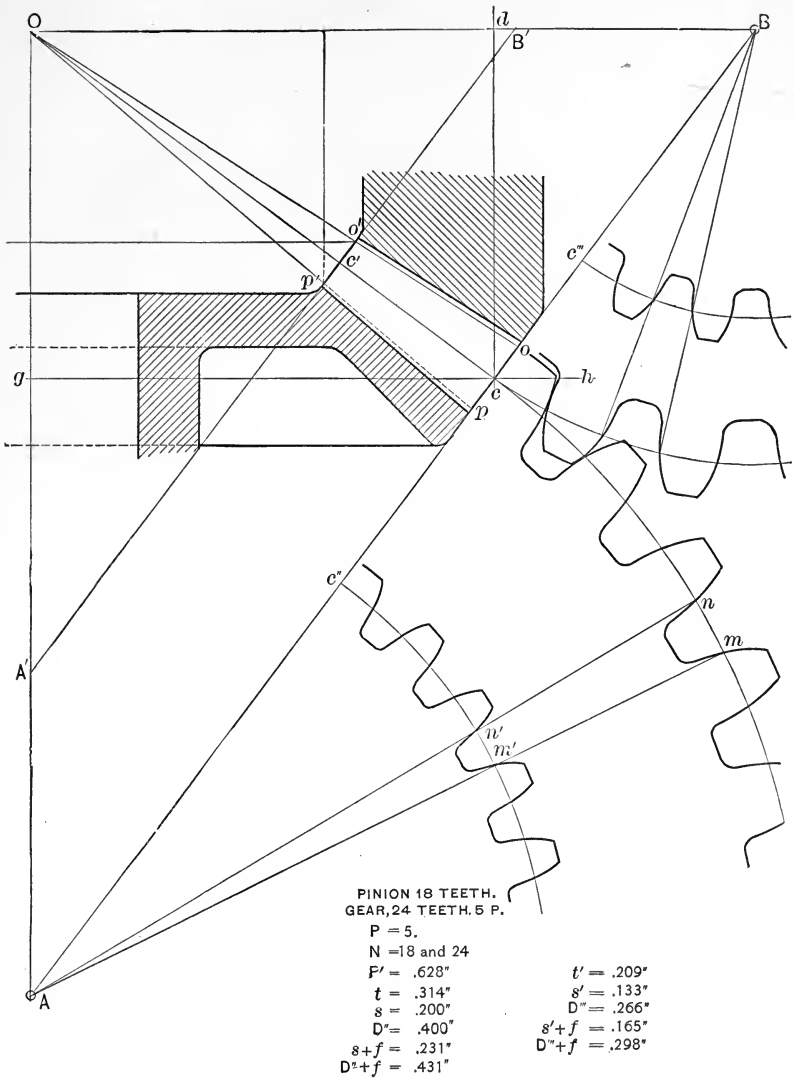 O
d
B
B′
o′
c′
p′
c‴
g
o
h
c
p
c″
n
m
A′
n′
m′
A
PINION 18 TEETH.
GEAR, 24 TEETH. 5 P.
P = 5.
N = 18 and 24
P′ = .628″ t′ = .209″
t = .314″ s′ = .133″
s = .200″ D‴ = .266″
D″ = .400″ s′+f = .165″
s+f = .231″ D‴+f = .298″
D″+f = .431″